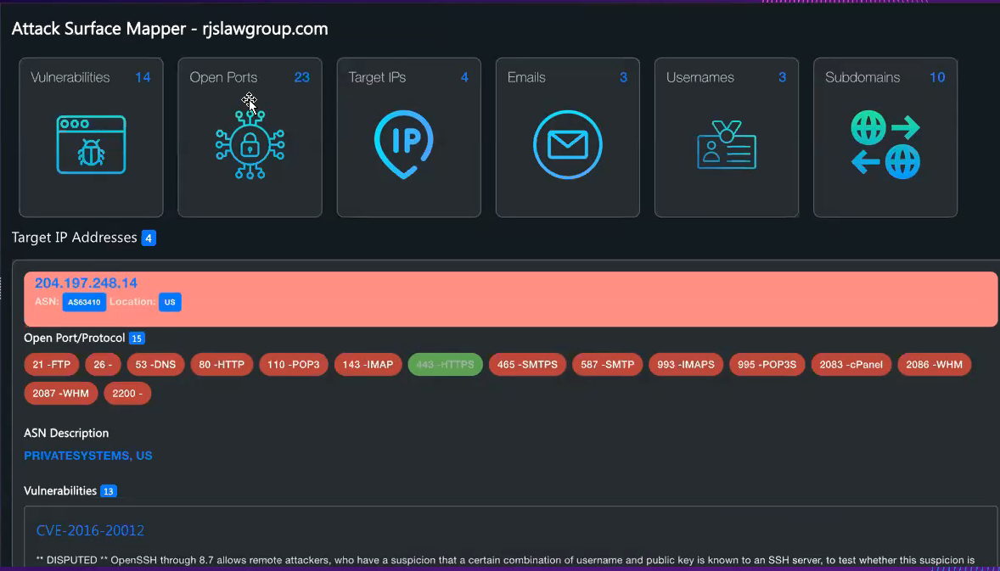 Attack Surface Mapper - rjslawgroup.com
Vulnerabilities 14 Open Ports 23 Target IPs 4 Emails 3 Usernames 3 Subdomains 10
IP
Target IP Addresses 4
204.197.248.14
ASN: AS63410 Location: US
Open Port/Protocol 15
21 -FTP 26 - 53 -DNS 80 -HTTP 110 -POP3 143 -IMAP 443 -HTTPS 465 -SMTPS 587 -SMTP 993 -IMAPS 995 -POP3S 2083 -cPanel 2086 -WHM
2087 -WHM 2200 -
ASN Description
PRIVATESYSTEMS, US
Vulnerabilities 13
CVE-2016-20012
** DISPUTED ** OpenSSH through 8.7 allows remote attackers, who have a suspicion that a certain combination of username and public key is known to an SSH server, to test whether this suspicion is